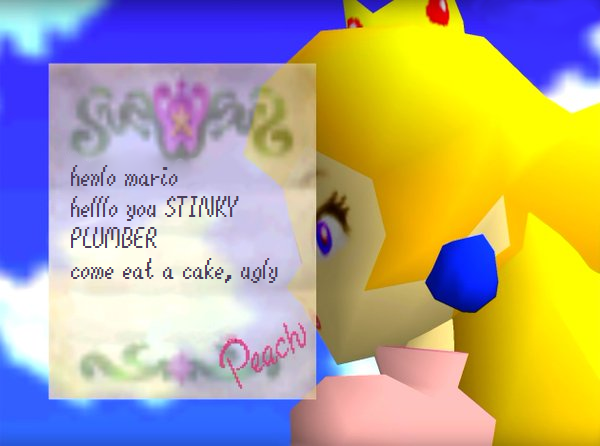 henlo mario
helllo you STINKY
PLUMBER
come eat a cake, ugly
Peach